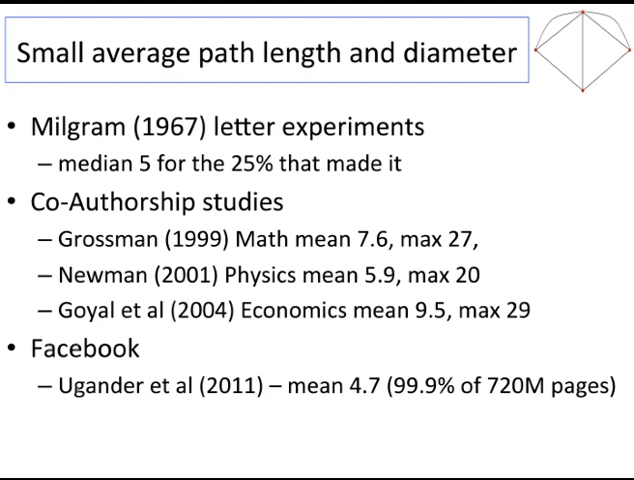 Small average path length and diameter
• Milgram (1967) letter experiments
– median 5 for the 25% that made it
• Co-Authorship studies
– Grossman (1999) Math mean 7.6, max 27,
– Newman (2001) Physics mean 5.9, max 20
– Goyal et al (2004) Economics mean 9.5, max 29
• Facebook
– Ugander et al (2011) – mean 4.7 (99.9% of 720M pages)